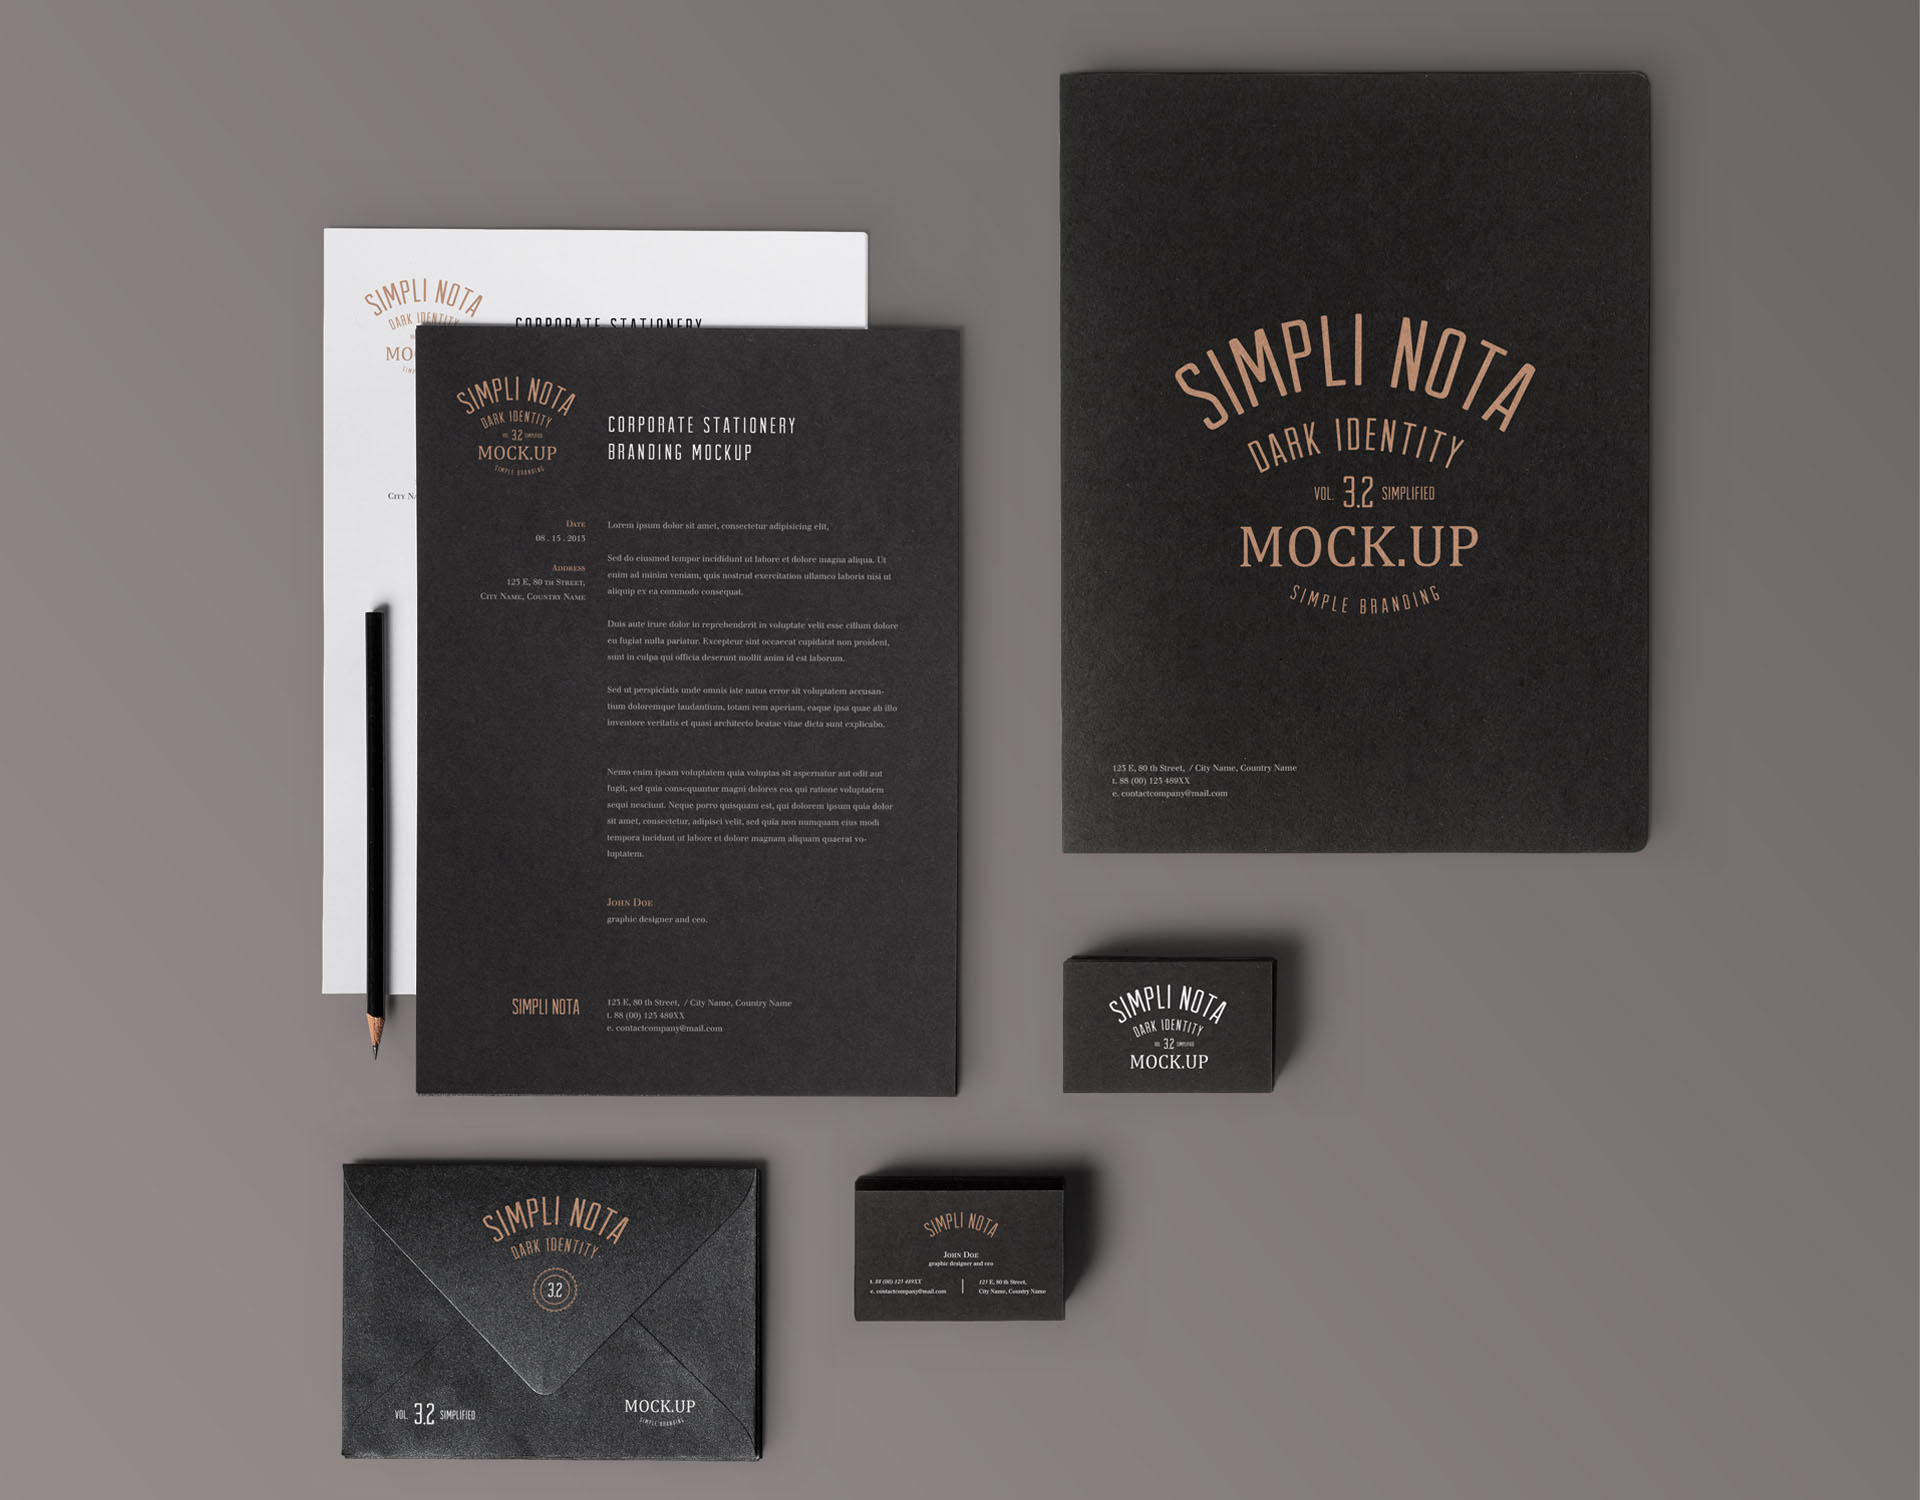 SIMPLI NOTA
DARK IDENTITY
MO
CORPORATE STATIONERY
SIMPLI NOTA
DARK IDENTITY
VOL. 3.2 SIMPLIFIED
MOCK.UP
SIMPLE BRANDING
CORPORATE STATIONERY
BRANDING MOCKUP
DATE
08 . 15 . 2013
ADDRESS
123 E, 80 TH STREET,
CITY NAME, COUNTRY NAME
Lorem ipsum dolor sit amet, consectetur adipisicing elit,
Sed do eiusmod tempor incididunt ut labore et dolore magna aliqua. Ut
enim ad minim veniam, quis nostrud exercitation ullamco laboris nisi ut
aliquip ex ea commodo consequat.
Duis aute irure dolor in reprehenderit in voluptate velit esse cillum dolore
eu fugiat nulla pariatur. Excepteur sint occaecat cupidatat non proident,
sunt in culpa qui officia deserunt mollit anim id est laborum.
Sed ut perspiciatis unde omnis iste natus error sit voluptatem accusan-
tium doloremque laudantium, totam rem aperiam, eaque ipsa quae ab illo
inventore veritatis et quasi architecto beatae vitae dicta sunt explicabo.
Nemo enim ipsam voluptatem quia voluptas sit aspernatur aut odit aut
fugit, sed quia consequuntur magni dolores eos qui ratione voluptatem
sequi nesciunt. Neque porro quisquam est, qui dolorem ipsum quia dolor
sit amet, consectetur, adipisci velit, sed quia non numquam eius modi
tempora incidunt ut labore et dolore magnam aliquam quaerat vo-
luptatem.
JOHN DOE
graphic designer and ceo.
SIMPLI NOTA
123 E, 80 th Street, / City Name, Country Name
t. 88 (00) 123 489XX
e. contactcompany@mail.com
SIMPLI NOTA
DARK IDENTITY
VOL. 3.2 SIMPLIFIED
MOCK.UP
SIMPLE BRANDING
123 E, 80 th Street, / City Name, Country Name
t. 88 (00) 123 489XX
e. contactcompany@mail.com
SIMPLI NOTA
DARK IDENTITY
VOL. 3.2 SIMPLIFIED
MOCK.UP
SIMPLI NOTA
DARK IDENTITY
3.2
VOL. 3.2 SIMPLIFIED
MOCK.UP
SIMPLE BRANDING
SIMPLI NOTA
JOHN DOE
graphic designer and ceo
t. 88 (00) 123 489XX
e. contactcompany@mail.com
123 E, 80 th Street,
City Name, Country Name